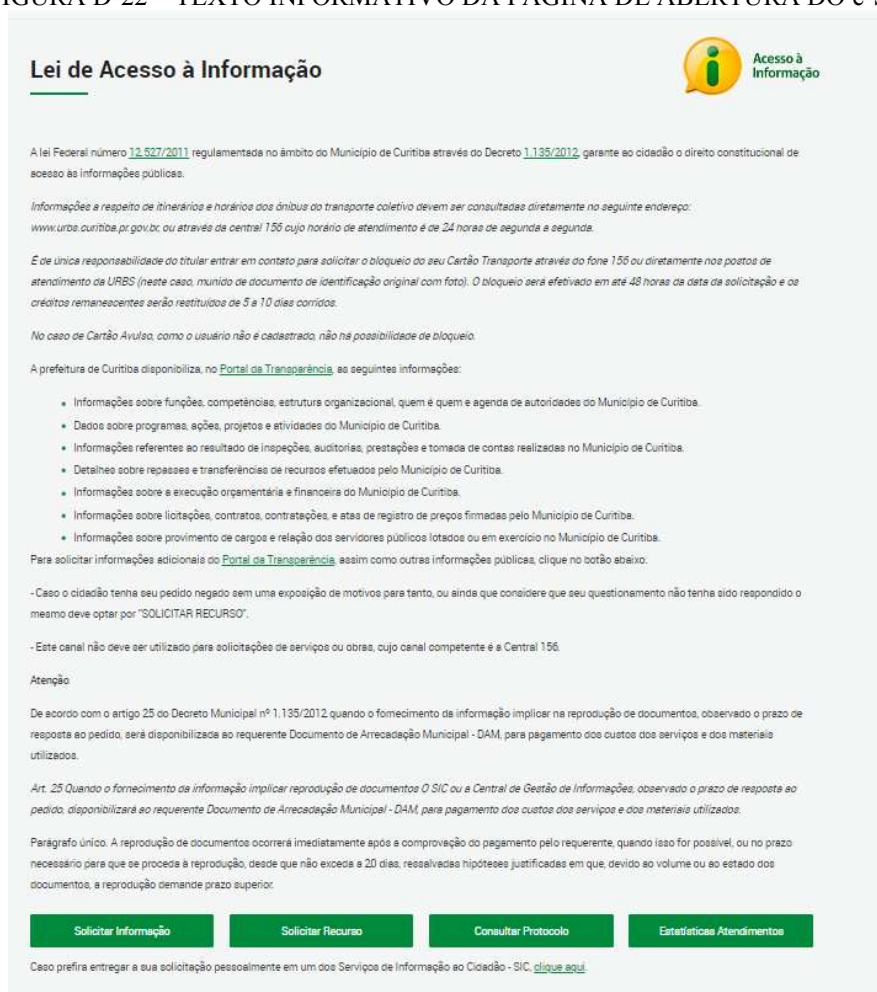 IGURA D 22 – TEXTO INFORMATIVO DA PÁGINA DE ABERTURA DO
Lei de Acesso à Informação
Acesso à
Informação
A lei Federal número 12.527/2011 regulamentada no âmbito do Município de Curitiba através do Decreto 1.135/2012, garante ao cidadão o direito constitucional de
acesso às informações públicas.
Informações a respeito de itinerários e horários dos ônibus do transporte coletivo devem ser consultadas diretamente no seguinte endereço:
www.urbs.curitiba.pr.gov.br, ou através da central 156 cujo horário de atendimento é de 24 horas de segunda a segunda.
É de única responsabilidade do titular entrar em contato para solicitar o bloqueio do seu Cartão Transporte através do fone 156 ou diretamente nos postos de
atendimento da URBS (neste caso, munido de documento de identificação original com foto). O bloqueio será efetivado em até 48 horas da data da solicitação e os
créditos remanescentes serão restituídos de 5 a 10 dias corridos.
No caso de Cartão Avulso, como o usuário não é cadastrado, não há possibilidade de bloqueio.
A prefeitura de Curitiba disponibiliza, no Portal da Transparência, as seguintes informações:
• Informações sobre funções, competências, estrutura organizacional, quem é quem e agenda de autoridades do Município de Curitiba.
• Dados sobre programas, ações, projetos e atividades do Município de Curitiba.
• Informações referentes ao resultado de inspeções, auditorias, prestações e tomada de contas realizadas no Município de Curitiba.
• Detalhes sobre repasses e transferências de recursos efetuados pelo Município de Curitiba.
• Informações sobre a execução orçamentária e financeira do Município de Curitiba.
• Informações sobre licitações, contratos, contratações, e atas de registro de preços firmadas pelo Município de Curitiba.
• Informações sobre provimento de cargos e relação dos servidores públicos lotados ou em exercício no Município de Curitiba.
Para solicitar informações adicionais do Portal da Transparência, assim como outras informações públicas, clique no botão abaixo.
- Caso o cidadão tenha seu pedido negado sem uma exposição de motivos para tanto, ou ainda que considere que seu questionamento não tenha sido respondido o
mesmo deve optar por "SOLICITAR RECURSO".
- Este canal não deve ser utilizado para solicitações de serviços ou obras, cujo canal competente é a Central 156.
Atenção
De acordo com o artigo 25 do Decreto Municipal nº 1.135/2012 quando o fornecimento da informação implicar na reprodução de documentos, observado o prazo de
resposta ao pedido, será disponibilizada ao requerente Documento de Arrecadação Municipal - DAM, para pagamento dos custos dos serviços e dos materiais
utilizados.
Art. 25 Quando o fornecimento da informação implicar reprodução de documentos O SIC ou a Central de Gestão de Informações, observado o prazo de resposta ao
pedido, disponibilizará ao requerente Documento de Arrecadação Municipal - DAM, para pagamento dos custos dos serviços e dos materiais utilizados.
Parágrafo único. A reprodução de documentos ocorrerá imediatamente após a comprovação do pagamento pelo requerente, quando isso for possível, ou no prazo
necessário para que se proceda à reprodução, desde que não exceda a 20 dias, ressalvadas hipóteses justificadas em que, devido ao volume ou ao estado dos
documentos, a reprodução demande prazo superior.
Solicitar Informação
Solicitar Recurso
Consultar Protocolo
Estatísticas Atendimentos
Caso prefira entregar a sua solicitação pessoalmente em um dos Serviços de Informação ao Cidadão - SIC, clique aqui.